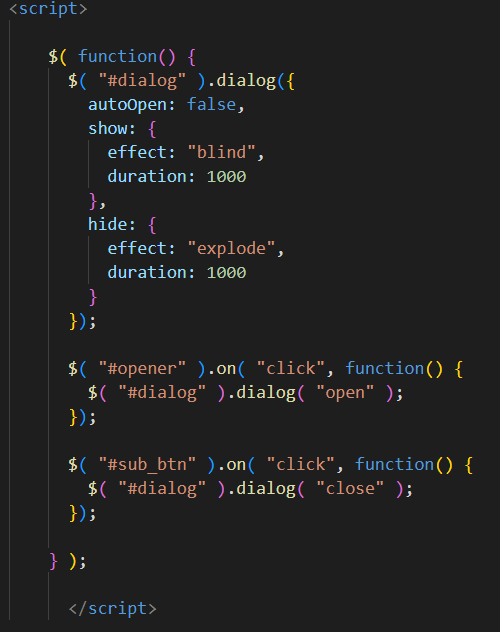 <script>
$( function() {
$( "#dialog" ).dialog({
autoOpen: false,
show: {
effect: "blind",
duration: 1000
},
hide: {
effect: "explode",
duration: 1000
}
});
$( "#opener" ).on( "click", function() {
$( "#dialog" ).dialog( "open" );
});
$( "#sub_btn" ).on( "click", function() {
$( "#dialog" ).dialog( "close" );
});
} );
</script>